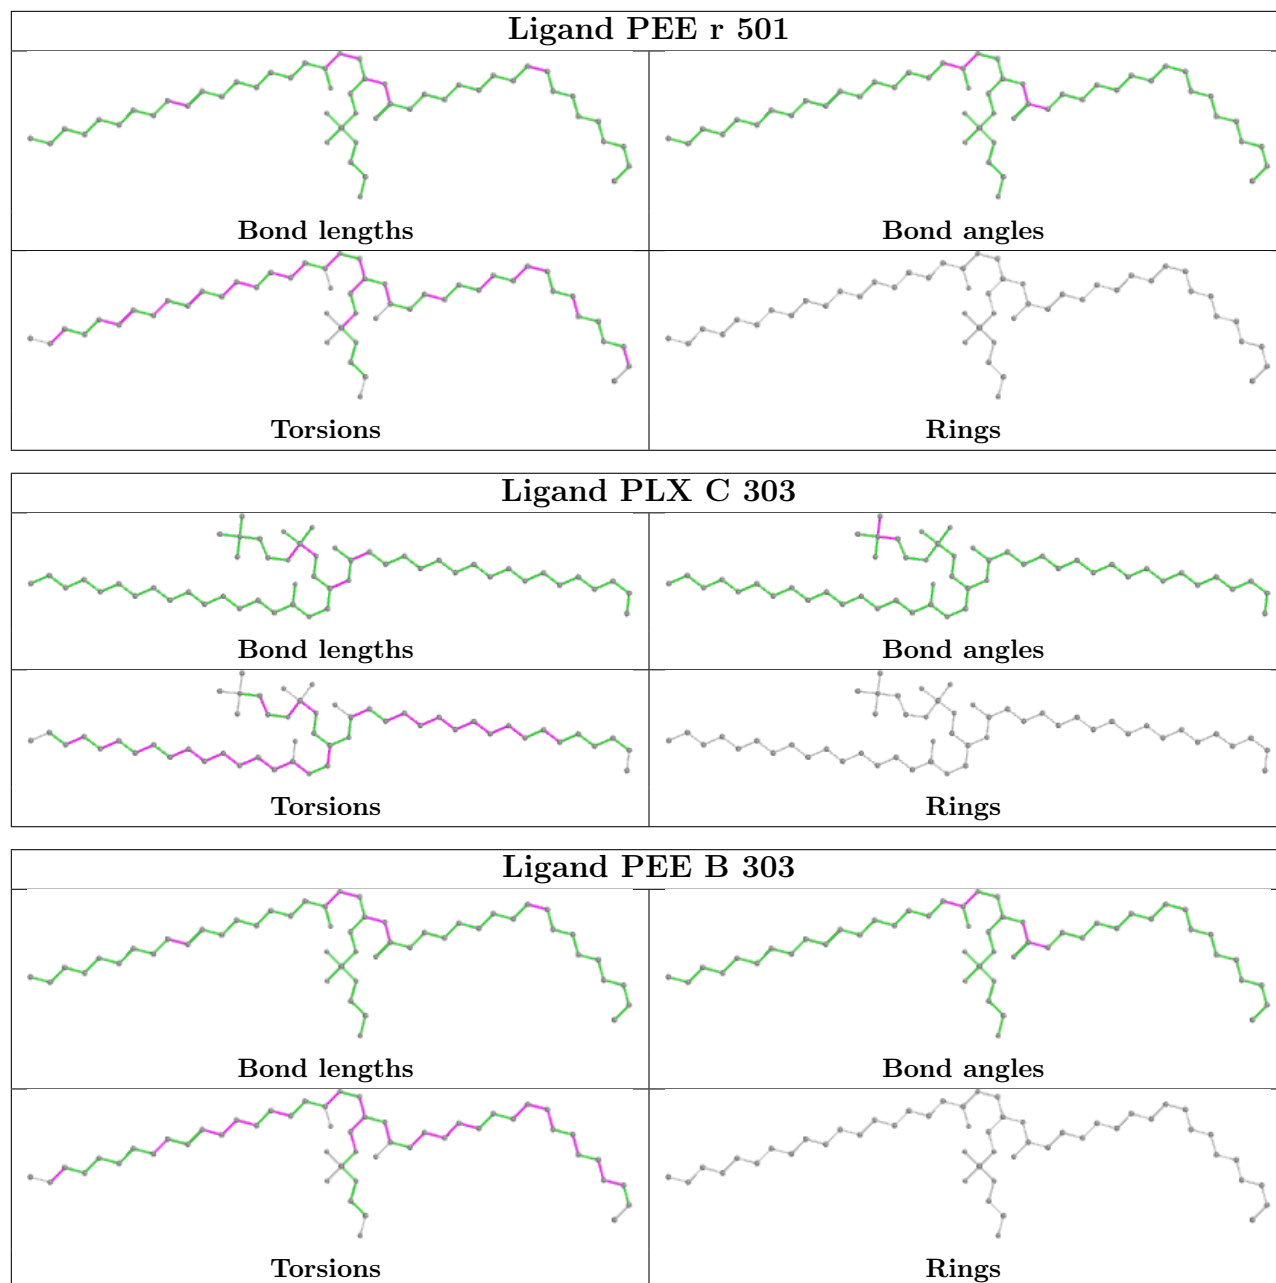 Ligand PEE r 501
Bond lengths
Bond angles
Torsions
Rings
Ligand PLX C 303
Bond lengths
Bond angles
Torsions
Rings
Ligand PEE B 303
Bond lengths
Bond angles
Torsions
Rings